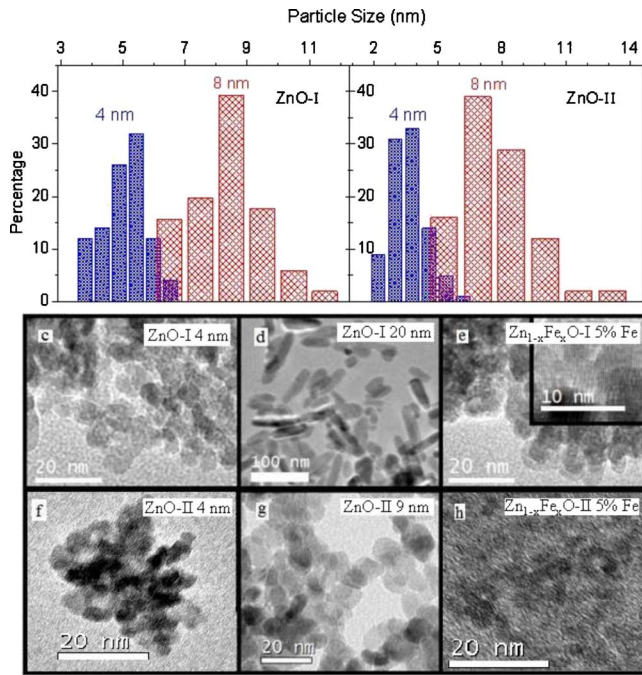 Particle Size (nm)
3 5 7 9 11 2 5 8 11 14
40 8 nm ZnO-I 40 8 nm ZnO-II
4 nm 4 nm
30 30
20 20
10 10
0 0
Percentage
c ZnO-I 4 nm
20 nm
d ZnO-I 20 nm
100 nm
e Zn1-xFexO-I 5% Fe
10 nm
20 nm
f ZnO-II 4 nm
20 nm
g ZnO-II 9 nm
20 nm
h Zn1-xFexO-II 5% Fe
20 nm